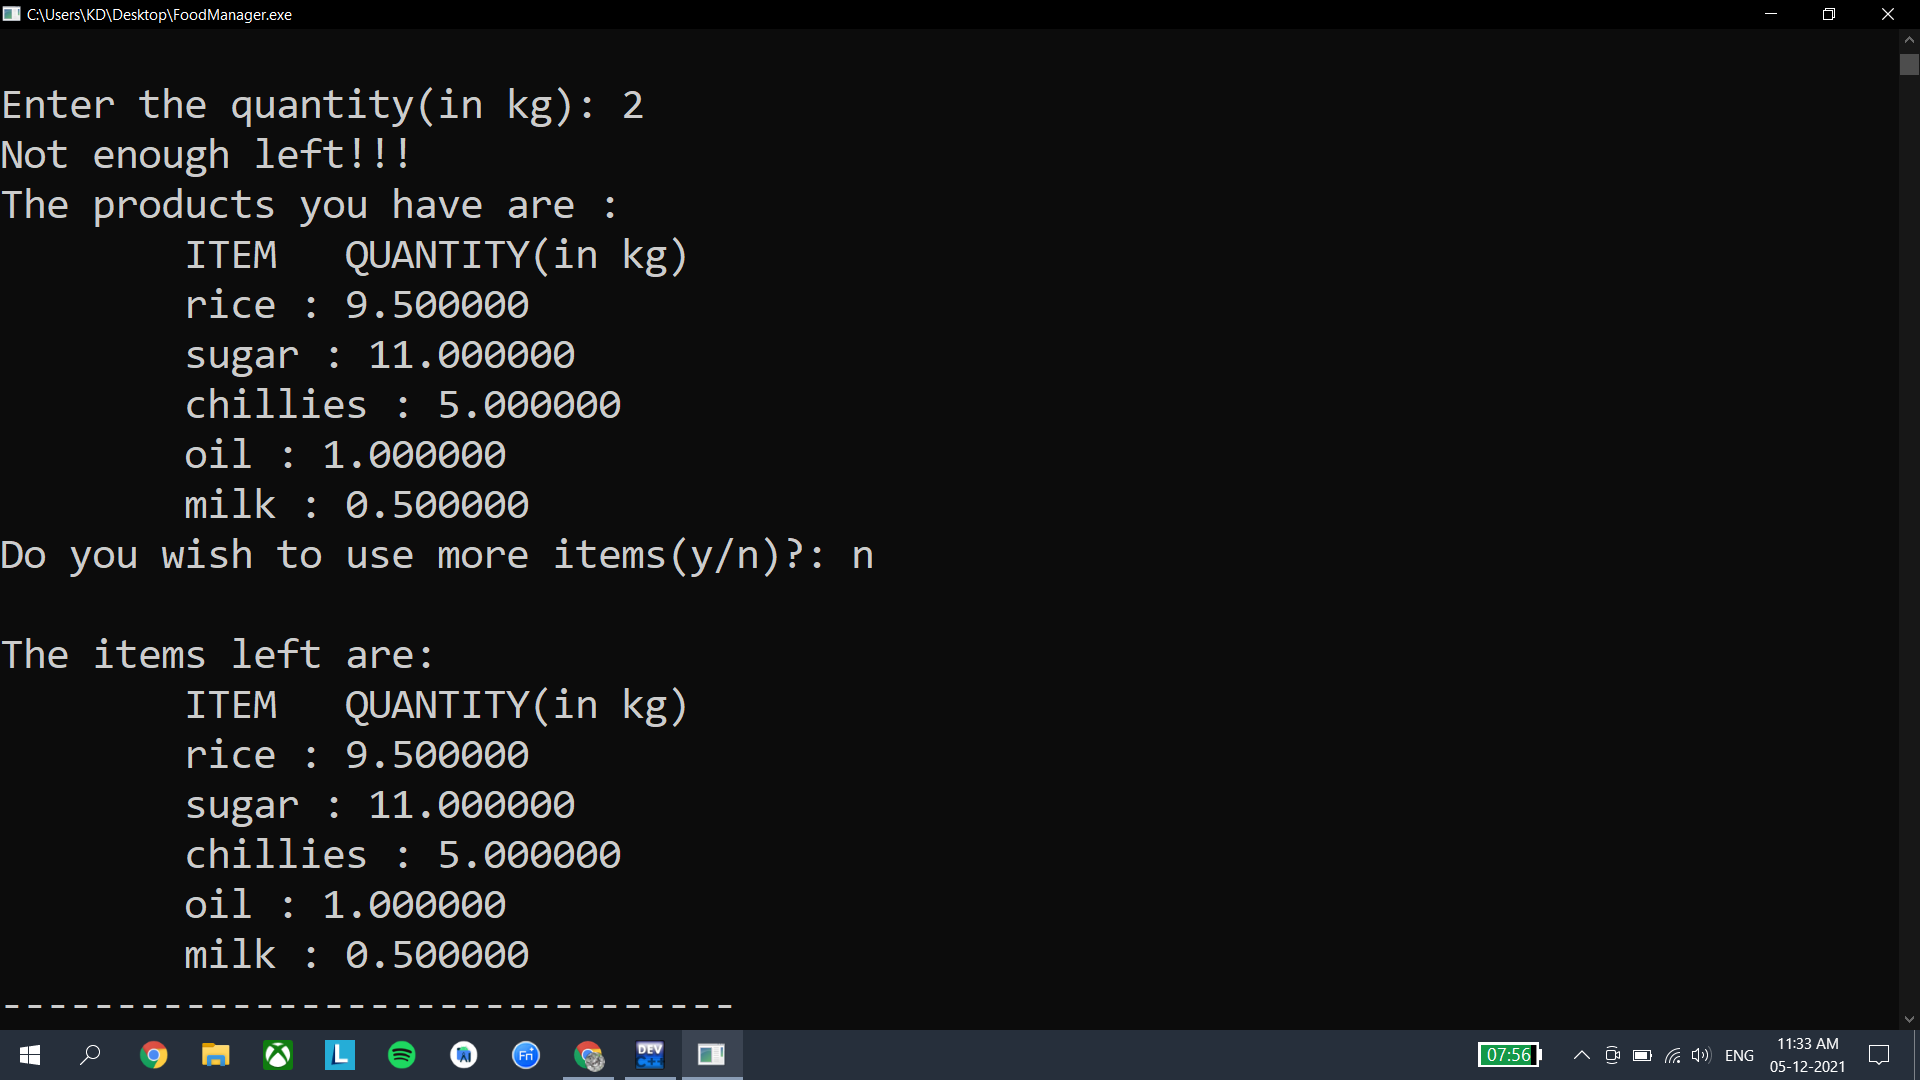 C:\Users\KD\Desktop\FoodManager.exe
Enter the quantity(in kg): 2
Not enough left!!!
The products you have are :
ITEM   QUANTITY(in kg)
rice : 9.500000
sugar : 11.000000
chillies : 5.000000
oil : 1.000000
milk : 0.500000
Do you wish to use more items(y/n)?: n
The items left are:
ITEM   QUANTITY(in kg)
rice : 9.500000
sugar : 11.000000
chillies : 5.000000
oil : 1.000000
milk : 0.500000
--------------------------------
L
Fn
DEV
C++
07:56
ENG
11:33 AM
05-12-2021